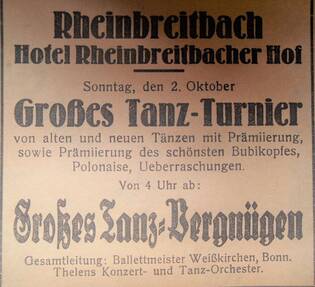 Rheinbreitbach
Hotel Rheinbreitbacher Hof
Sonntag, den 2. Oktober
Großes Tanz-Turnier
von alten und neuen Tänzen mit Prämiierung,
sowie Prämiierung des schönsten Bubikopfes,
Polonaise, Ueberraschungen.
Von 4 Uhr ab:
Großes Tanz-Vergnügen
Gesamtleitung: Ballettmeister Weißkirchen, Bonn.
Thelens Konzert- und Tanz-Orchester.